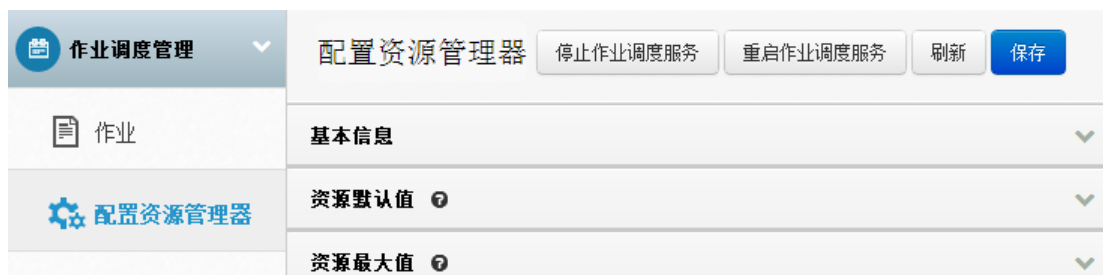 作业调度管理
作业
配置资源管理器
配置资源管理器 停止作业调度服务 重启作业调度服务 刷新 保存
基本信息
资源默认值
资源最大值